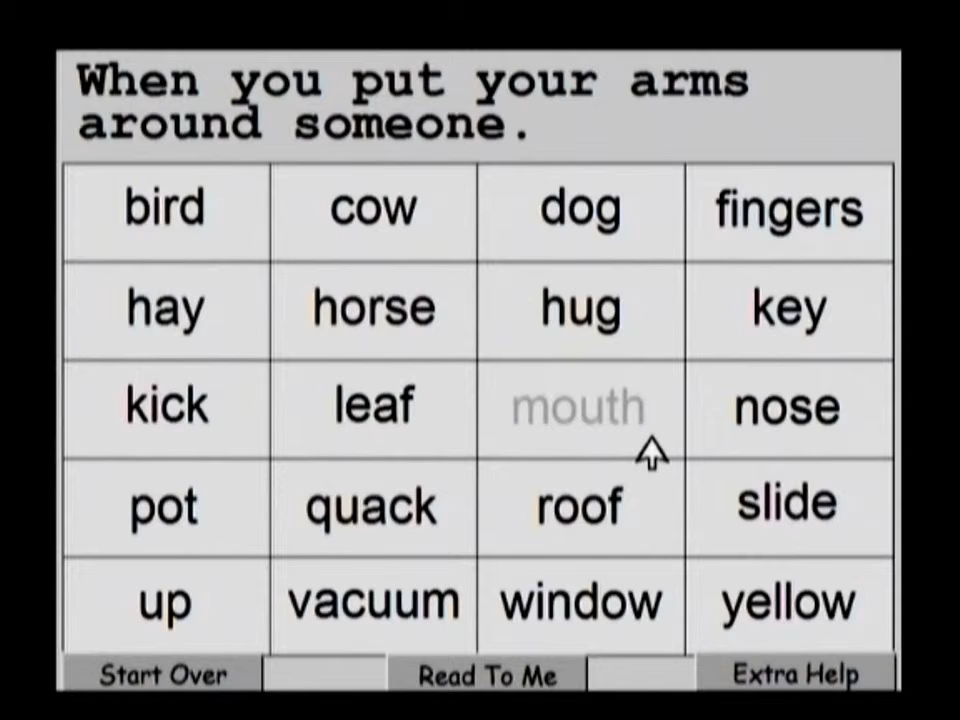 When you put your arms
around someone.
bird cow dog fingers
hay horse hug key
kick leaf mouth nose
pot quack roof slide
up vacuum window yellow
Start Over Read To Me Extra Help